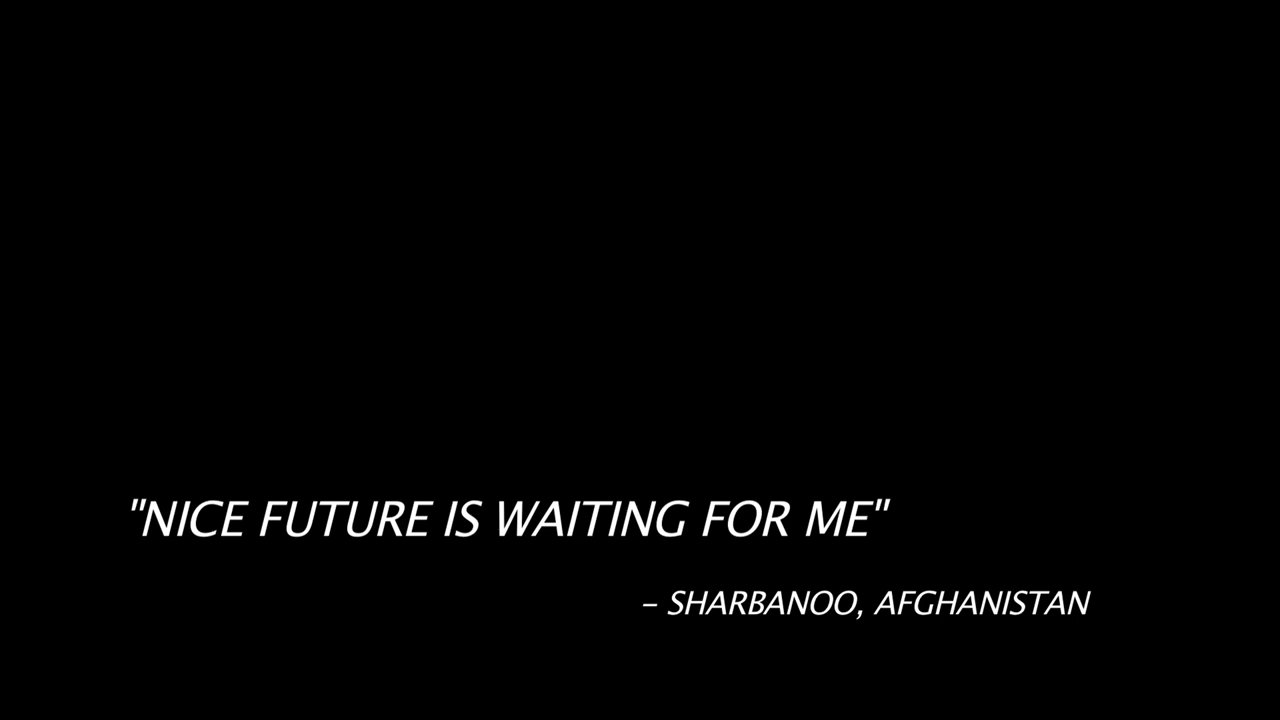 "NICE FUTURE IS WAITING FOR ME"
– SHARBANOO, AFGHANISTAN